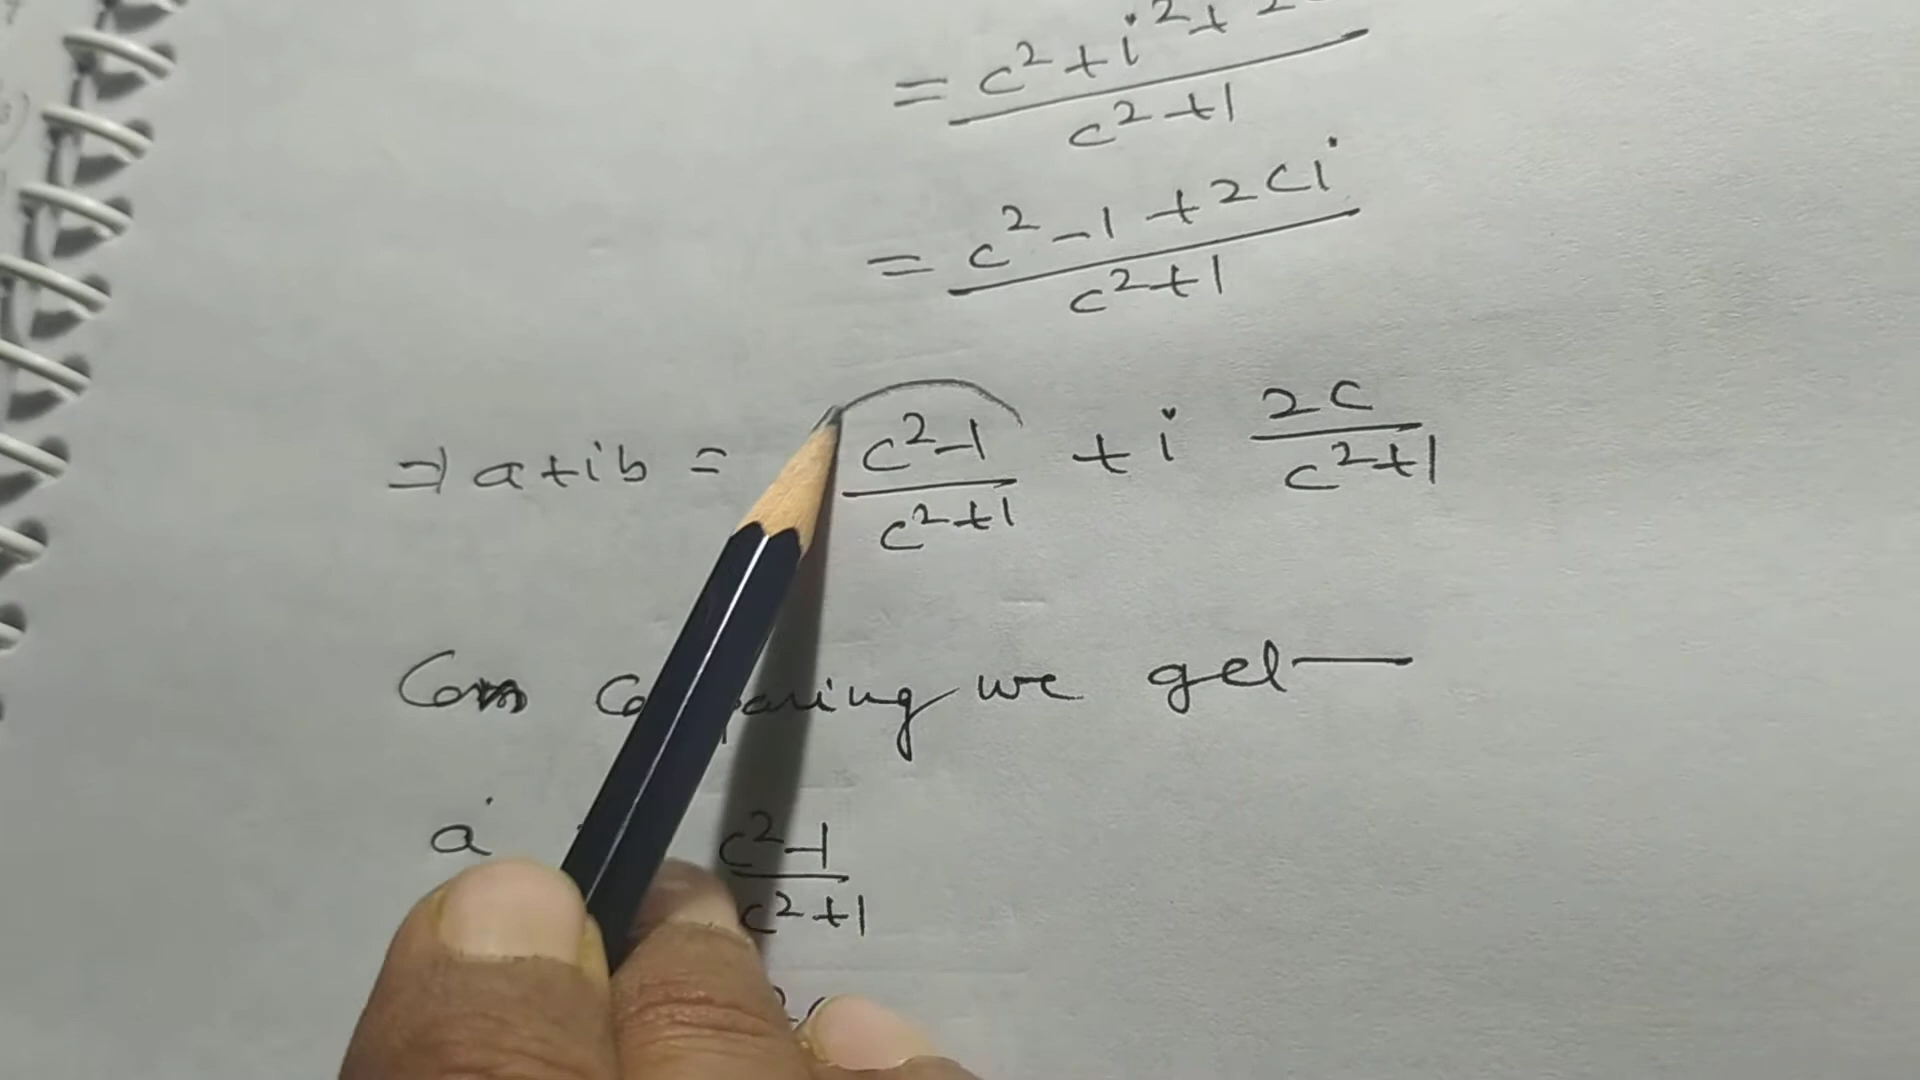 = c² + i² + 2
c² + 1
= c² - 1 + 2ci
c² + 1
⇒ a + ib = c² - 1 / c² + 1 + i 2c / c² + 1
Com comparing we get —
a c² - 1
c² + 1